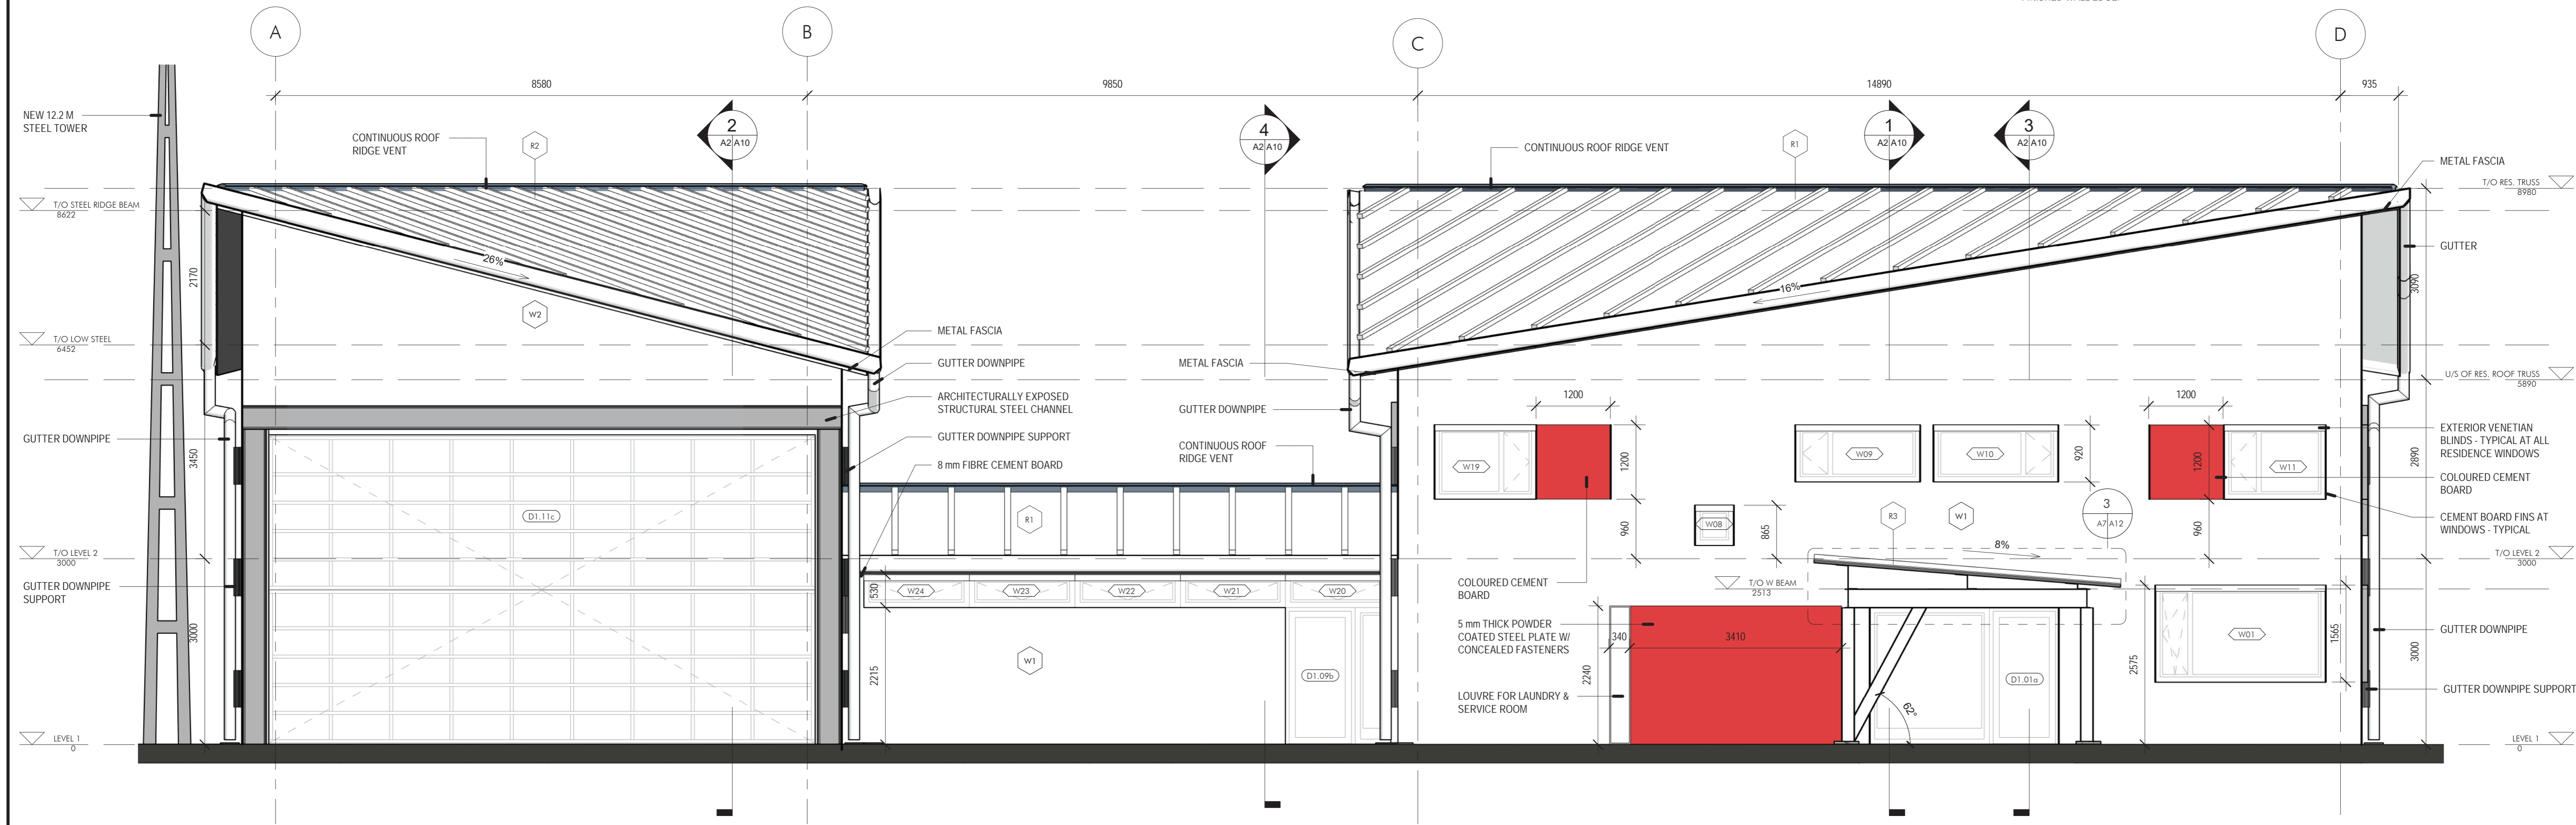 A
B
C
D
8580
9850
14890
935
NEW 12.2 M
STEEL TOWER
CONTINUOUS ROOF
RIDGE VENT
R2
2
A2 A10
4
A2 A10
CONTINUOUS ROOF RIDGE VENT
R1
1
A2 A10
3
A2 A10
METAL FASCIA
T/O RES. TRUSS
8980
T/O STEEL RIDGE BEAM
8622
GUTTER
26%
2170
W2
16%
3090
T/O LOW STEEL
6452
METAL FASCIA
GUTTER DOWNPIPE
METAL FASCIA
U/S OF RES. ROOF TRUSS
5890
ARCHITECTURALLY EXPOSED
STRUCTURAL STEEL CHANNEL
GUTTER DOWNPIPE
1200
1200
GUTTER DOWNPIPE
GUTTER DOWNPIPE SUPPORT
CONTINUOUS ROOF
RIDGE VENT
EXTERIOR VENETIAN
BLINDS - TYPICAL AT ALL
RESIDENCE WINDOWS
3450
8 mm FIBRE CEMENT BOARD
W19
1200
W09
W10
920
1200
W11
2890
COLOURED CEMENT
BOARD
D1.11c
R1
960
W08
865
R3
W1
3
A7 A12
960
CEMENT BOARD FINS AT
WINDOWS - TYPICAL
T/O LEVEL 2
3000
8%
T/O LEVEL 2
3000
GUTTER DOWNPIPE
SUPPORT
530
W24
W23
W22
W21
W20
COLOURED CEMENT
BOARD
T/O W BEAM
2513
3000
5 mm THICK POWDER
COATED STEEL PLATE W/
CONCEALED FASTENERS
340
3410
W01
1565
GUTTER DOWNPIPE
3000
W1
2215
D1.09b
2240
D1.01a
2575
LOUVRE FOR LAUNDRY &
SERVICE ROOM
62°
GUTTER DOWNPIPE SUPPORT
LEVEL 1
0
LEVEL 1
0